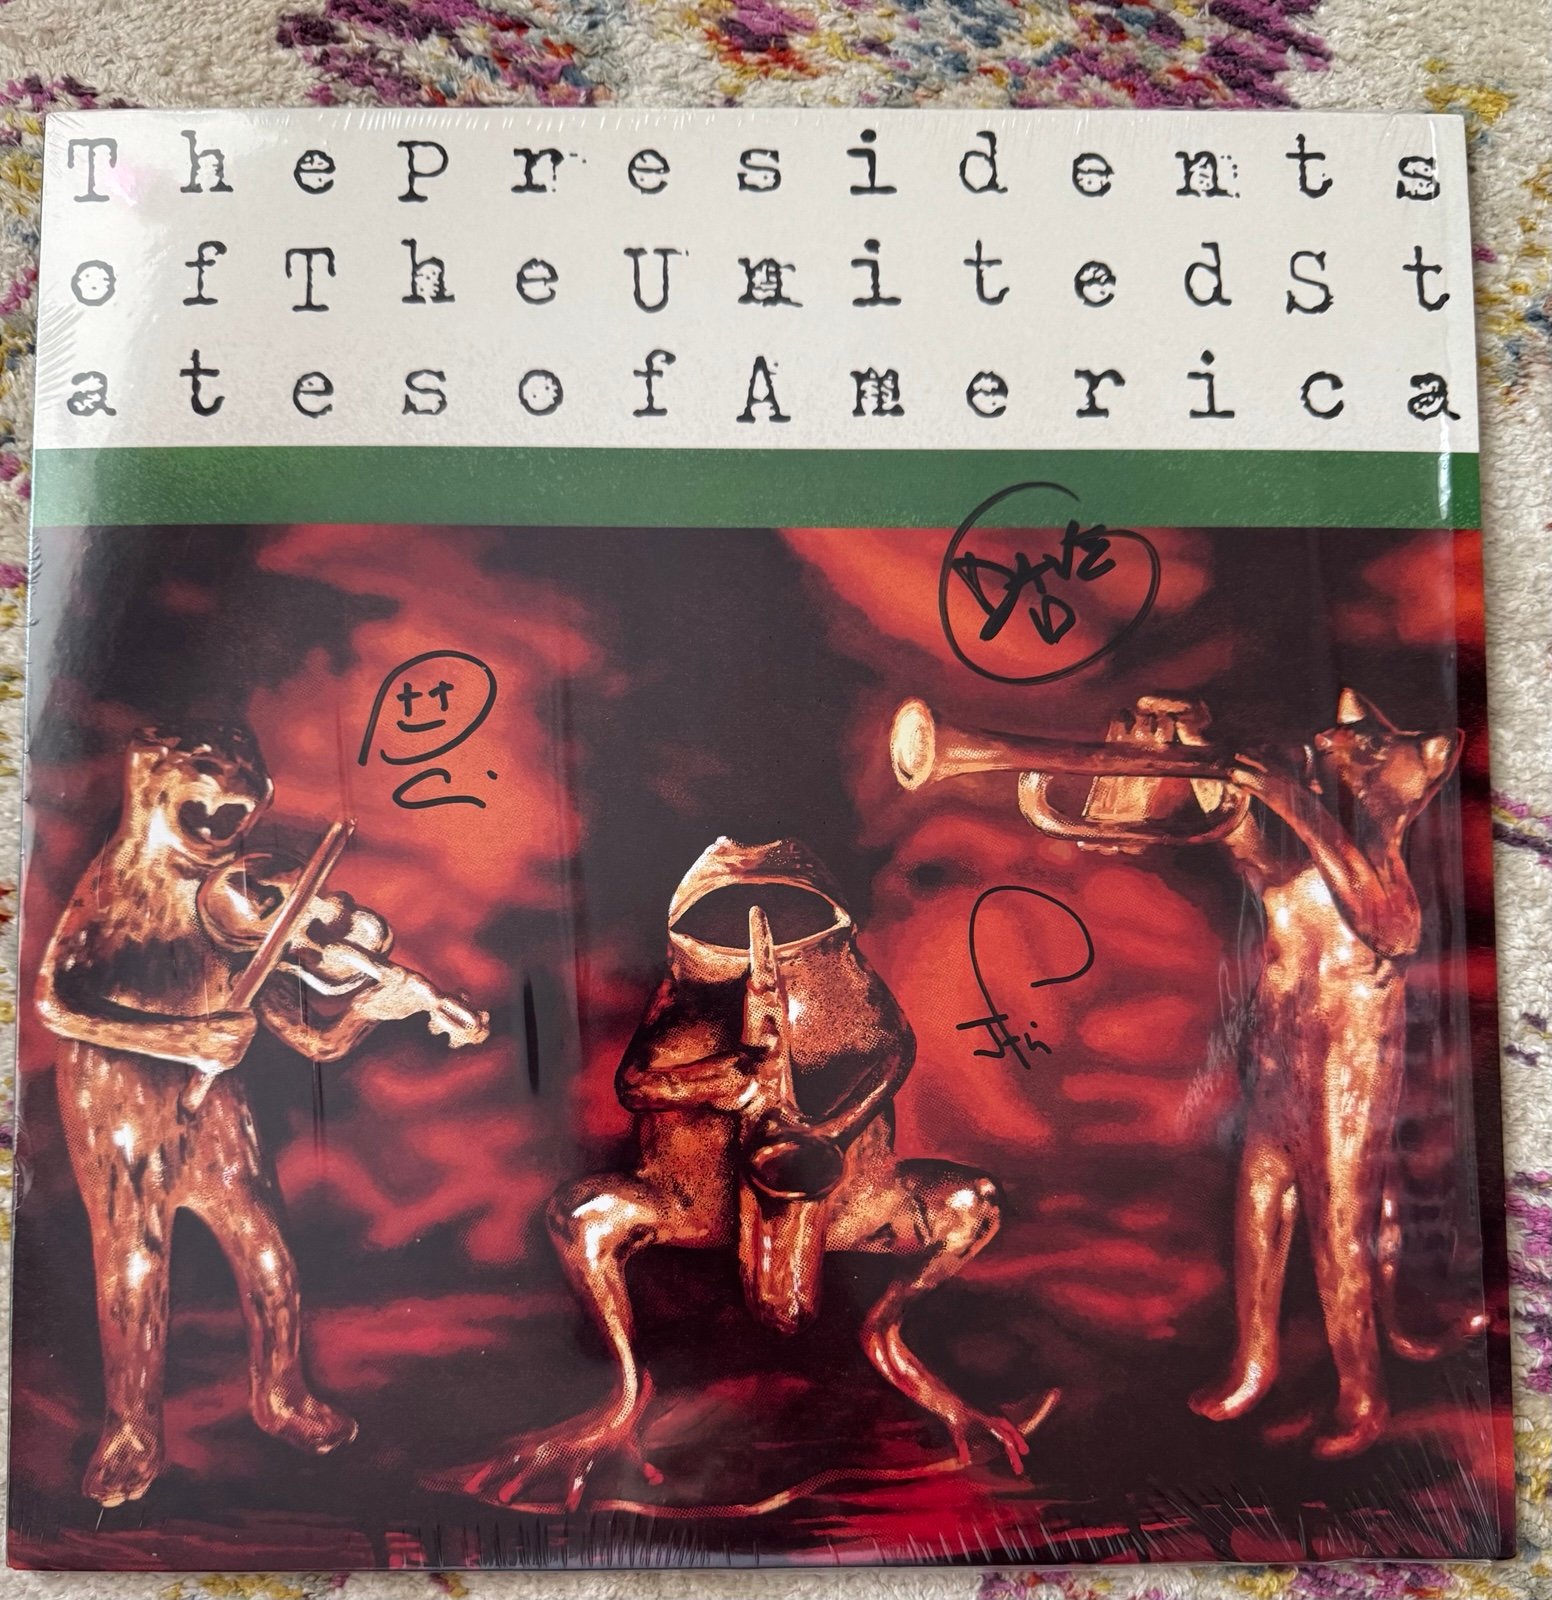 ThePresidents
ofTheUnitedSt
atesofAmerica
DAVE
D